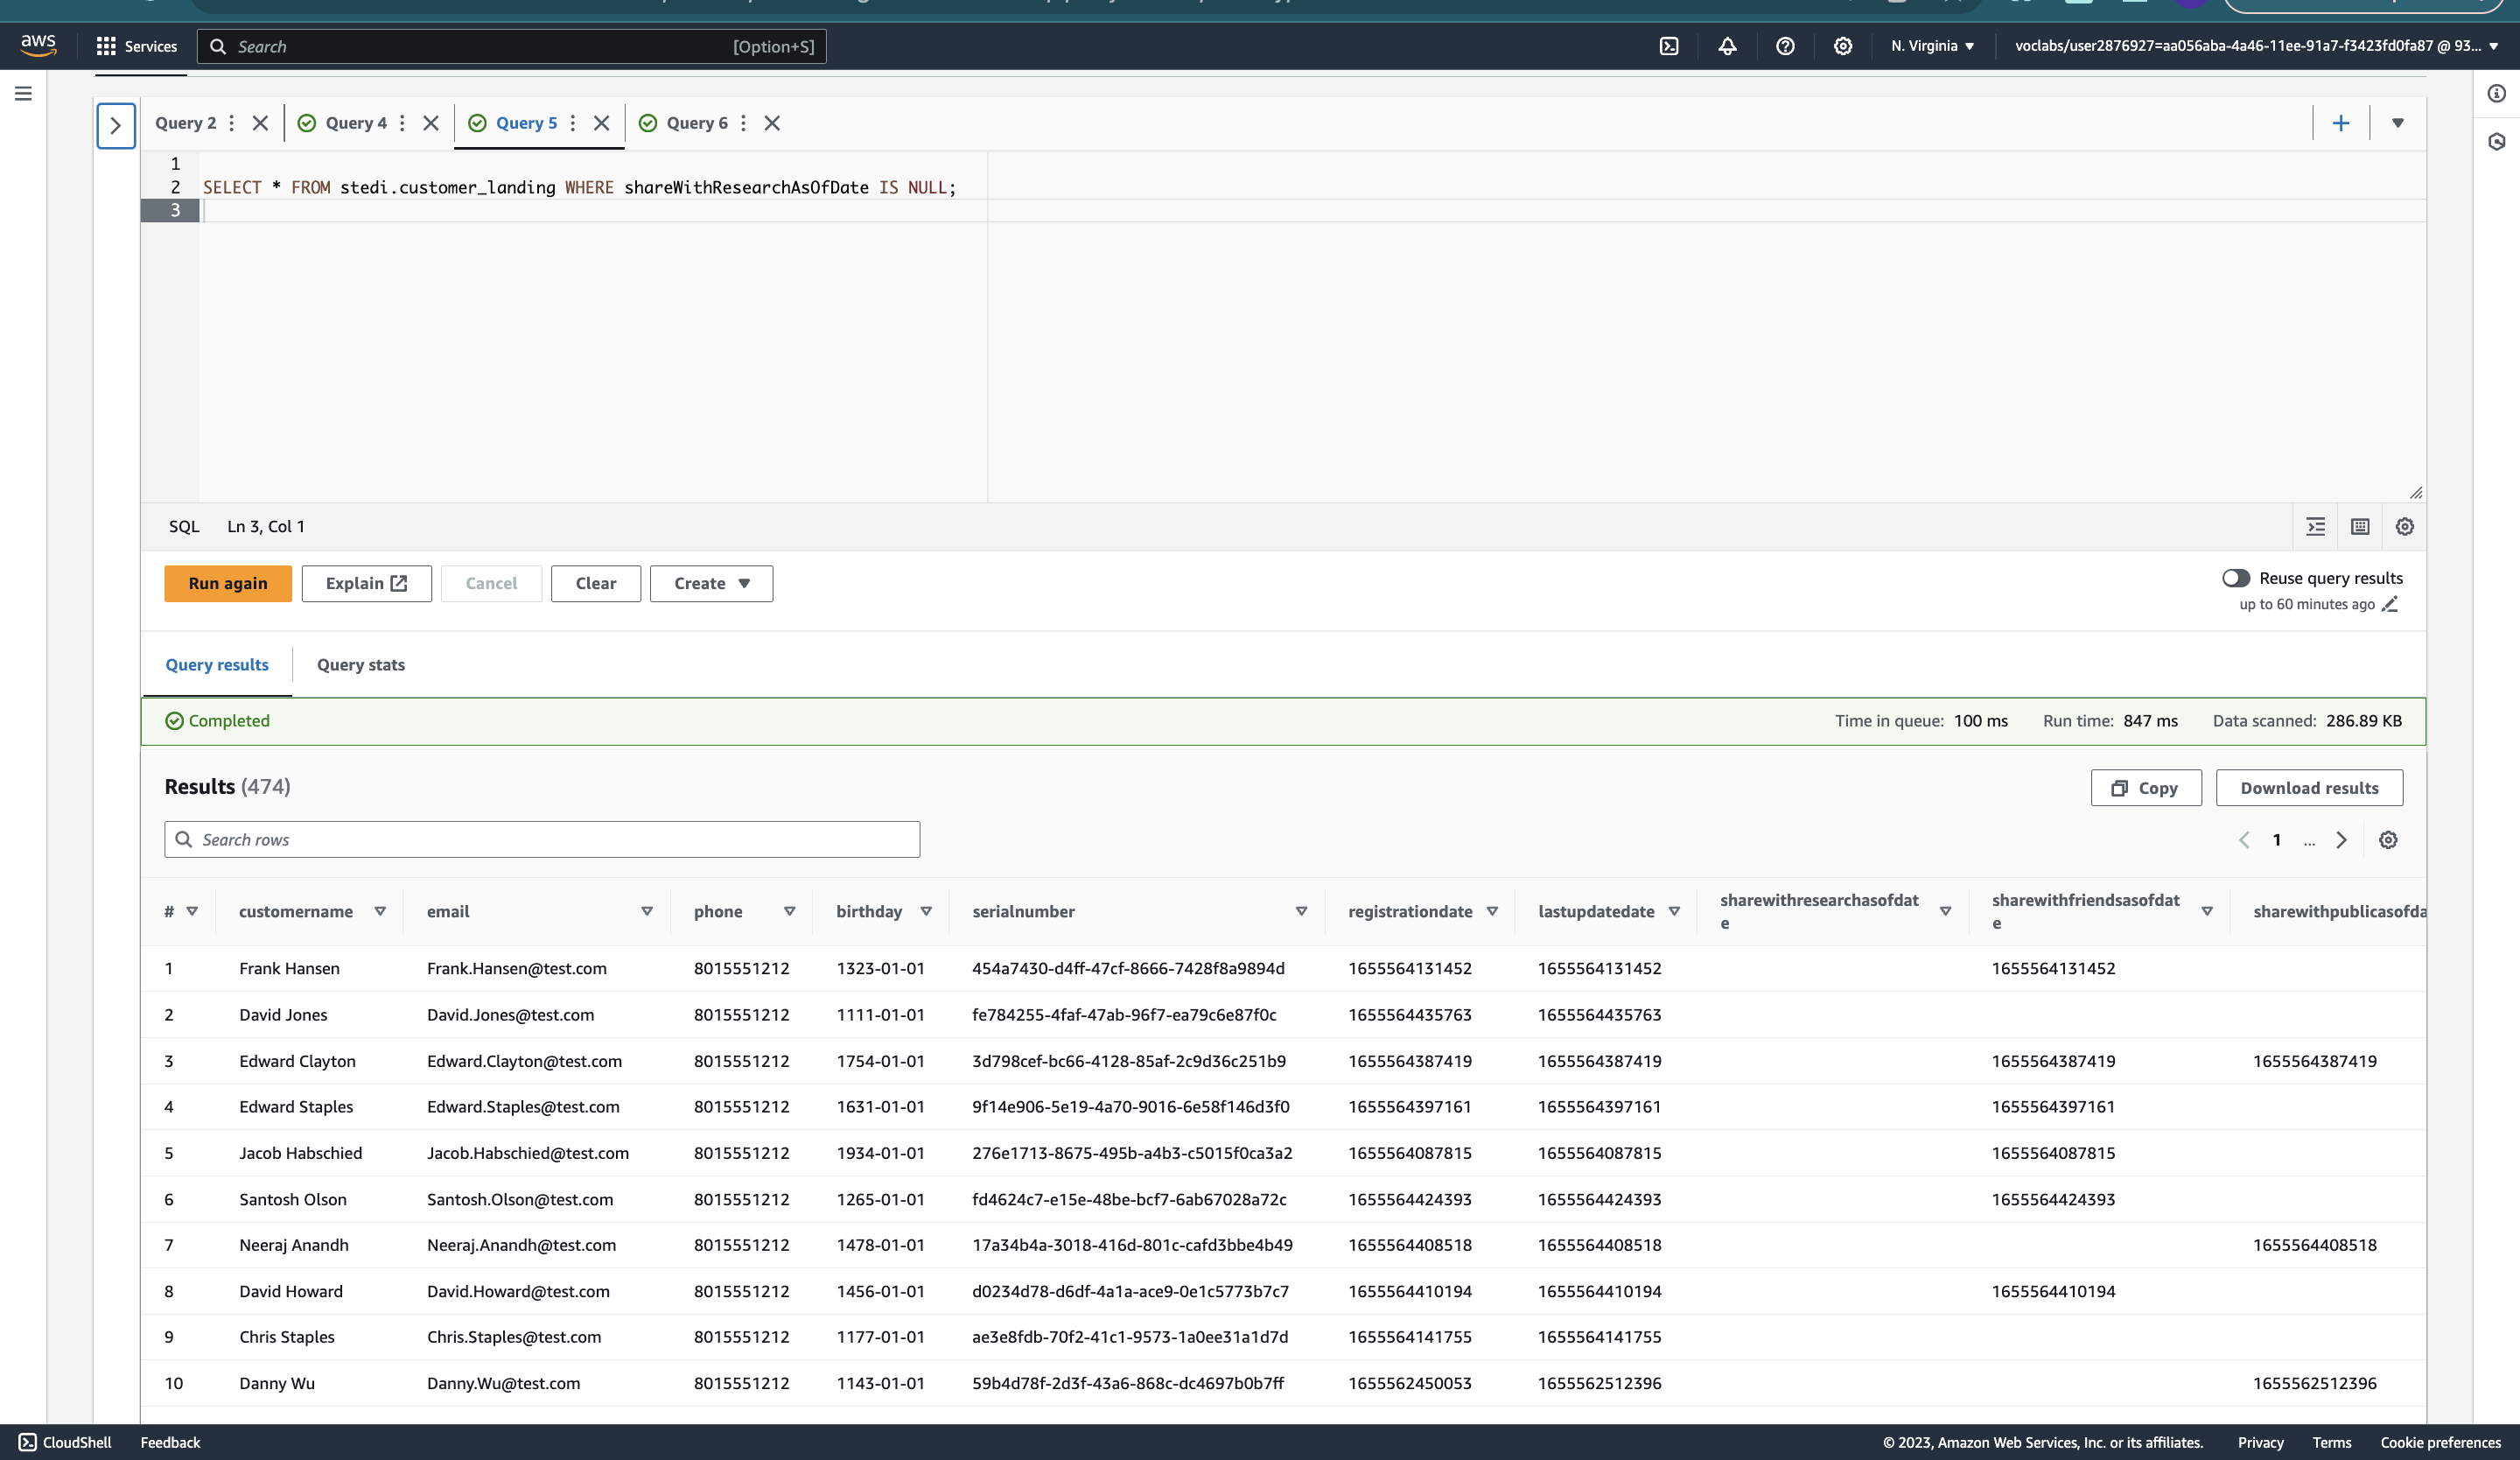 aws Services Search [Option+S] N. Virginia voclabs/user2876927=aa056aba-4a46-11ee-91a7-f3423fd0fa87 @ 93...
Query 2 Query 4 Query 5 Query 6
1
2 SELECT * FROM stedi.customer_landing WHERE shareWithResearchAsOfDate IS NULL;
3
SQL Ln 3, Col 1
Run again Explain Cancel Clear Create Reuse query results
up to 60 minutes ago
Query results Query stats
Completed Time in queue: 100 ms Run time: 847 ms Data scanned: 286.89 KB
Results (474) Copy Download results
Search rows 1 ...
# customername email phone birthday serialnumber registrationdate lastupdatedate sharewithresearchasofdat
e sharewithfriendsasofdat
e sharewithpublicasofda
1 Frank Hansen Frank.Hansen@test.com 8015551212 1323-01-01 454a7430-d4ff-47cf-8666-7428f8a9894d 1655564131452 1655564131452 1655564131452
2 David Jones David.Jones@test.com 8015551212 1111-01-01 fe784255-4faf-47ab-96f7-ea79c6e87f0c 1655564435763 1655564435763
3 Edward Clayton Edward.Clayton@test.com 8015551212 1754-01-01 3d798cef-bc66-4128-85af-2c9d36c251b9 1655564387419 1655564387419 1655564387419 1655564387419
4 Edward Staples Edward.Staples@test.com 8015551212 1631-01-01 9f14e906-5e19-4a70-9016-6e58f146d3f0 1655564397161 1655564397161 1655564397161
5 Jacob Habschied Jacob.Habschied@test.com 8015551212 1934-01-01 276e1713-8675-495b-a4b3-c5015f0ca3a2 1655564087815 1655564087815 1655564087815
6 Santosh Olson Santosh.Olson@test.com 8015551212 1265-01-01 fd4624c7-e15e-48be-bcf7-6ab67028a72c 1655564424393 1655564424393 1655564424393
7 Neeraj Anandh Neeraj.Anandh@test.com 8015551212 1478-01-01 17a34b4a-3018-416d-801c-cafd3bbe4b49 1655564408518 1655564408518 1655564408518
8 David Howard David.Howard@test.com 8015551212 1456-01-01 d0234d78-d6df-4a1a-ace9-0e1c5773b7c7 1655564410194 1655564410194 1655564410194
9 Chris Staples Chris.Staples@test.com 8015551212 1177-01-01 ae3e8fdb-70f2-41c1-9573-1a0ee31a1d7d 1655564141755 1655564141755
10 Danny Wu Danny.Wu@test.com 8015551212 1143-01-01 59b4d78f-2d3f-43a6-868c-dc4697b0b7ff 1655562450053 1655562512396 1655562512396
CloudShell Feedback © 2023, Amazon Web Services, Inc. or its affiliates. Privacy Terms Cookie preferences